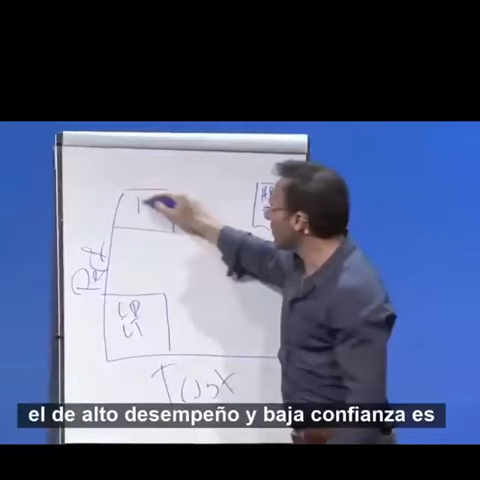 Perf
LP
LT
Trust
el de alto desempeño y baja confianza es